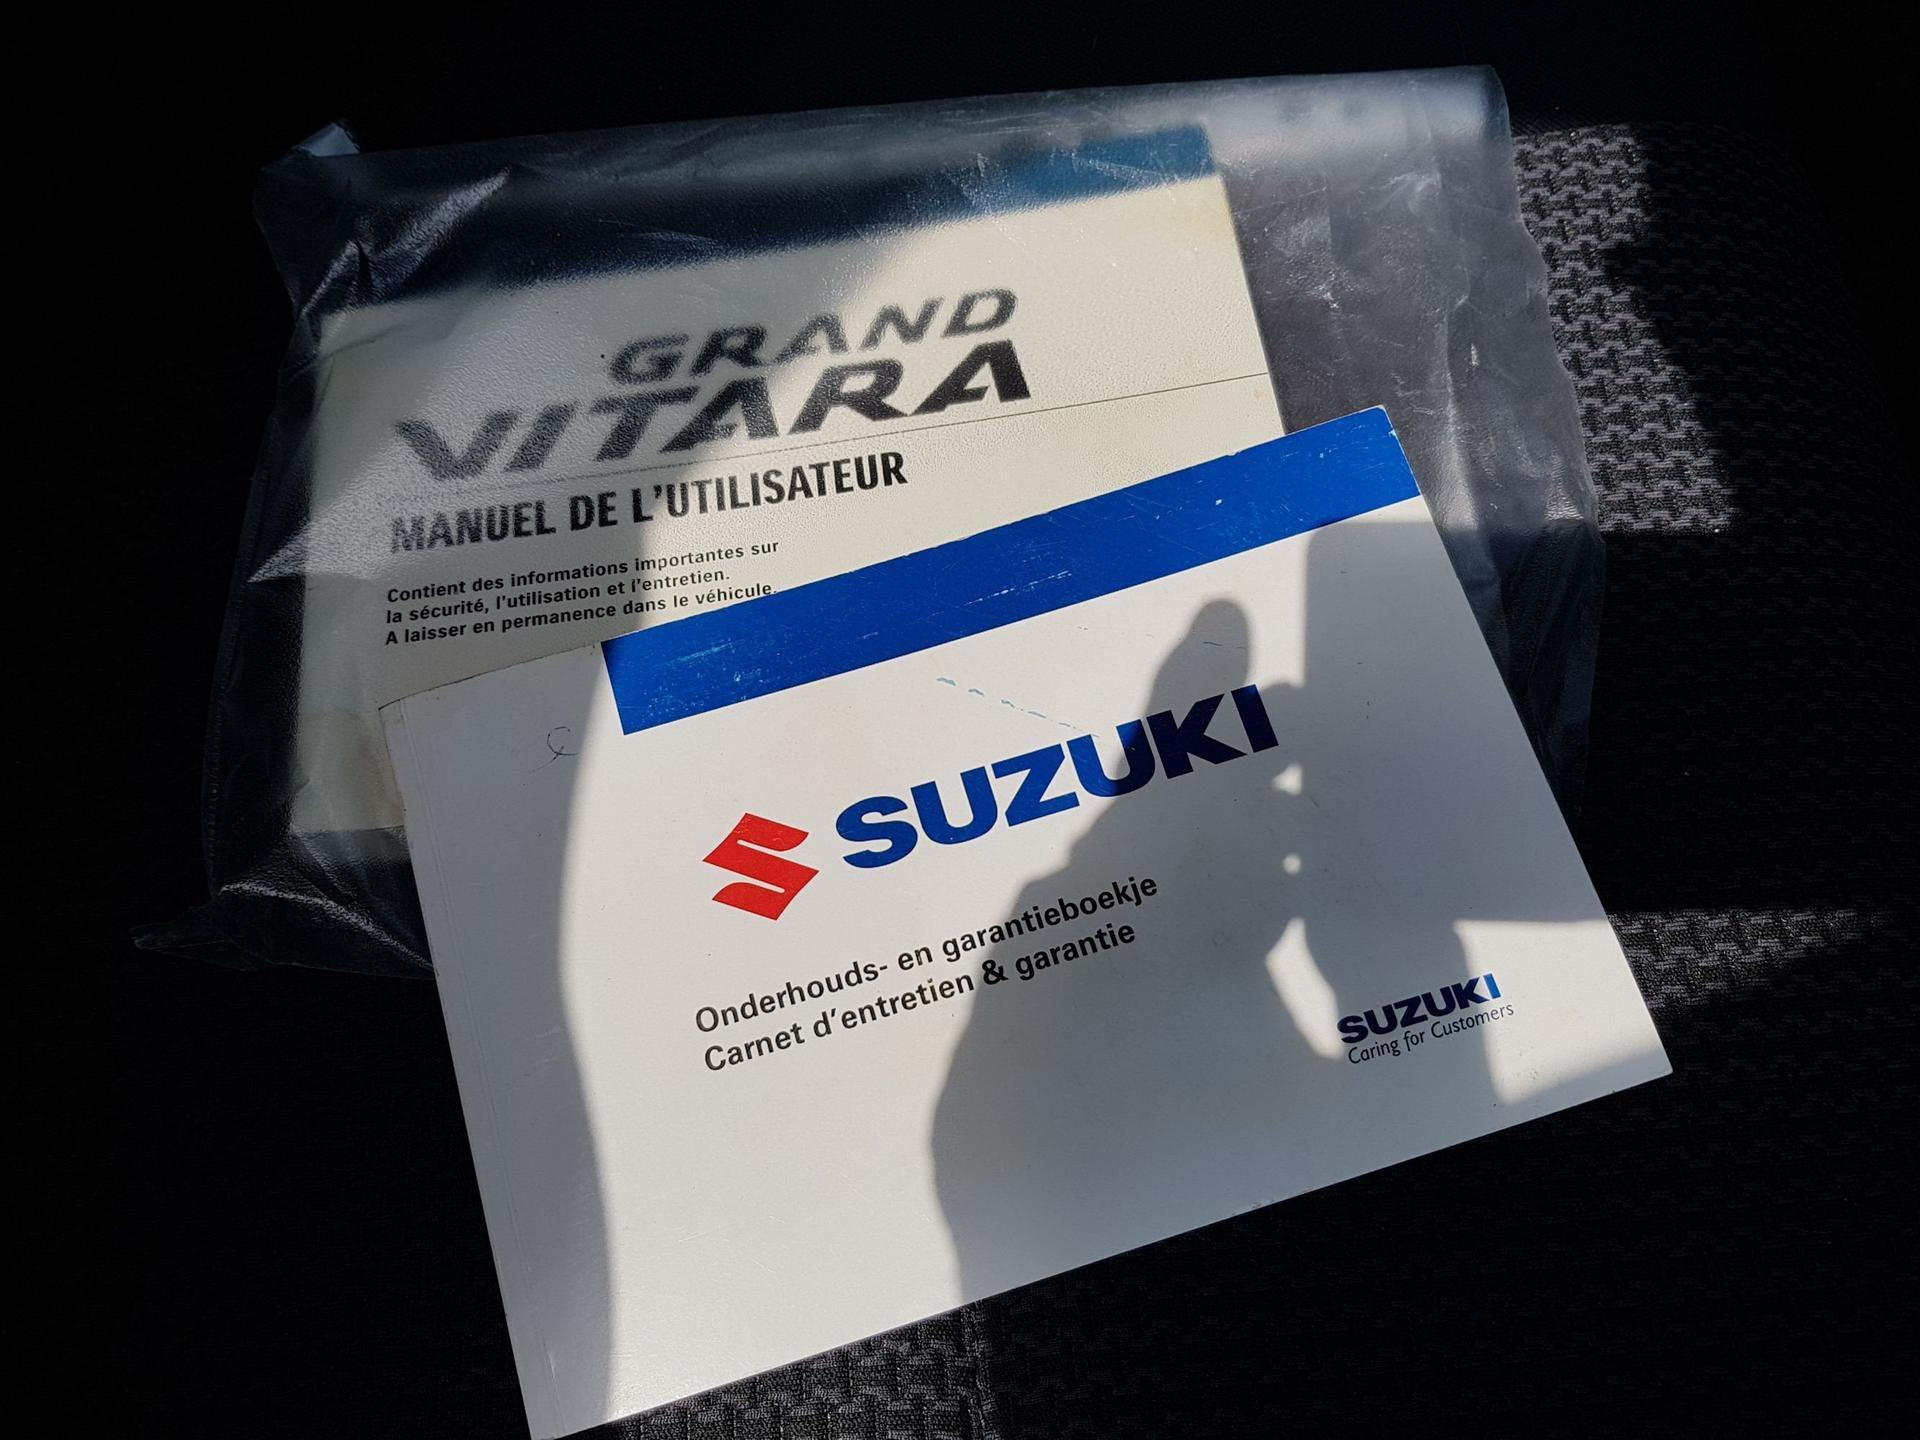 GRAND
VITARA
MANUEL DE L'UTILISATEUR
Contient des informations importantes sur
la sécurité, l'utilisation et l'entretien.
A laisser en permanence dans le véhicule.
SUZUKI
Onderhouds- en garantieboekje
Carnet d'entretien & garantie
SUZUKI
Caring for Customers